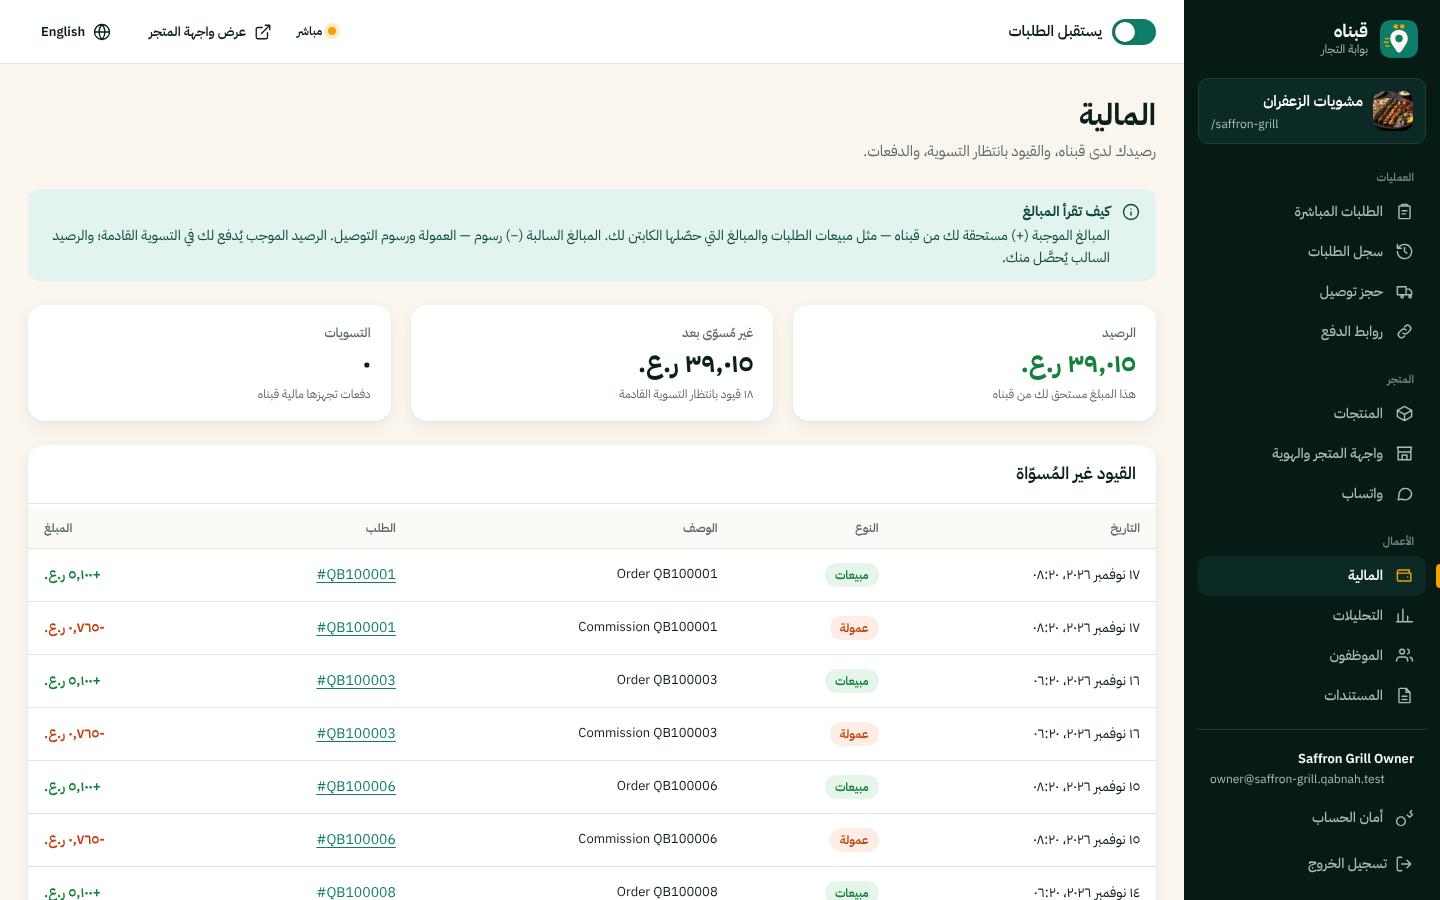 قبناه
بوابة التجار
مشويات الزعفران
/saffron-grill
العمليات
الطلبات المباشرة
سجل الطلبات
حجز توصيل
روابط الدفع
المتجر
المنتجات
واجهة المتجر والهوية
واتساب
الأعمال
المالية
التحليلات
الموظفون
المستندات
Saffron Grill Owner
owner@saffron-grill.qabnah.test
أمان الحساب
تسجيل الخروج
يستقبل الطلبات
مباشر
عرض واجهة المتجر
English
المالية
رصيدك لدى قبناه، والقيود بانتظار التسوية، والدفعات.
كيف تقرأ المبالغ
المبالغ الموجبة (+) مستحقة لك من قبناه — مثل مبيعات الطلبات والمبالغ التي حصّلها الكابتن لك. المبالغ السالبة (−) رسوم — العمولة ورسوم التوصيل. الرصيد الموجب يُدفع لك في التسوية القادمة؛ والرصيد
السالب يُحصَّل منك.
الرصيد
٣٩,٠١٥ ر.ع.
هذا المبلغ مستحق لك من قبناه
غير مُسوّى بعد
٣٩,٠١٥ ر.ع.
١٨ قيود بانتظار التسوية القادمة
التسويات
٠
دفعات تجهزها مالية قبناه
القيود غير المُسوّاة
التاريخ النوع الوصف الطلب المبلغ
١٧ نوفمبر ٢٠٢٦، ٠٨:٢٠ مبيعات Order QB100001 #QB100001 +٥,١٠٠ ر.ع.
١٧ نوفمبر ٢٠٢٦، ٠٨:٢٠ عمولة Commission QB100001 #QB100001 -٠,٧٦٥ ر.ع.
١٦ نوفمبر ٢٠٢٦، ٠٦:٢٠ مبيعات Order QB100003 #QB100003 +٥,١٠٠ ر.ع.
١٦ نوفمبر ٢٠٢٦، ٠٦:٢٠ عمولة Commission QB100003 #QB100003 -٠,٧٦٥ ر.ع.
١٥ نوفمبر ٢٠٢٦، ٠٨:٢٠ مبيعات Order QB100006 #QB100006 +٥,١٠٠ ر.ع.
١٥ نوفمبر ٢٠٢٦، ٠٨:٢٠ عمولة Commission QB100006 #QB100006 -٠,٧٦٥ ر.ع.
١٤ نوفمبر ٢٠٢٦، ٠٦:٢٠ مبيعات Order QB100008 #QB100008 +٥,١٠٠ ر.ع.